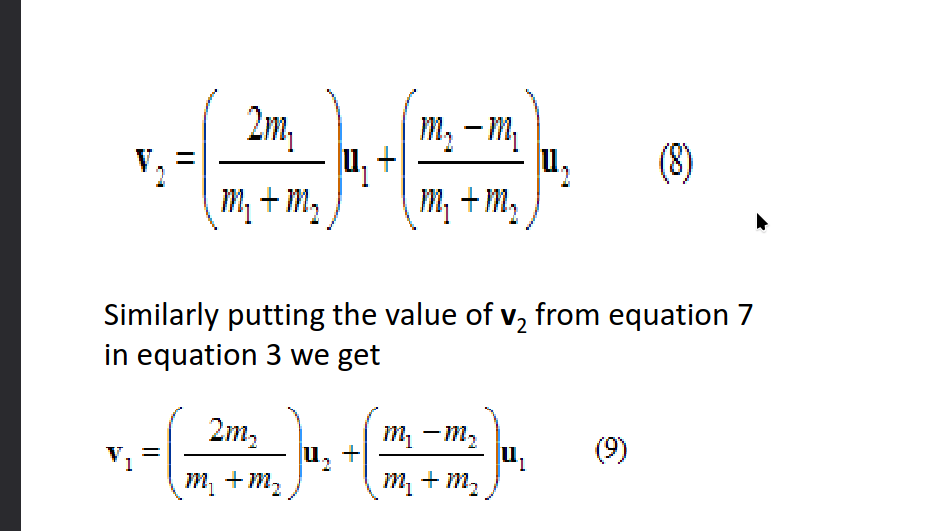 v₂ = (2m₁ / (m₁ + m₂)) u₁ + ((m₂ − m₁) / (m₁ + m₂)) u₂ (8)
Similarly putting the value of v₂ from equation 7
in equation 3 we get
v₁ = (2m₂ / (m₁ + m₂)) u₂ + ((m₁ − m₂) / (m₁ + m₂)) u₁ (9)